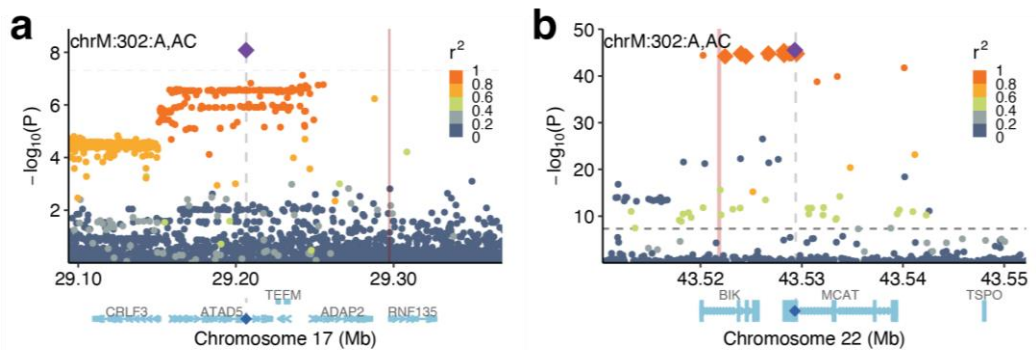 a
chrM:302:A,AC
r²
1
0.8
0.6
0.4
0.2
0
8
6
4
2
−log₁₀(P)
29.10 29.20 29.30
TEFM
CRLF3 ATAD5 ADAP2 RNF135
Chromosome 17 (Mb)
b
chrM:302:A,AC
r²
1
0.8
0.6
0.4
0.2
0
50
40
30
20
10
−log₁₀(P)
43.52 43.53 43.54 43.55
BIK MCAT TSPO
Chromosome 22 (Mb)